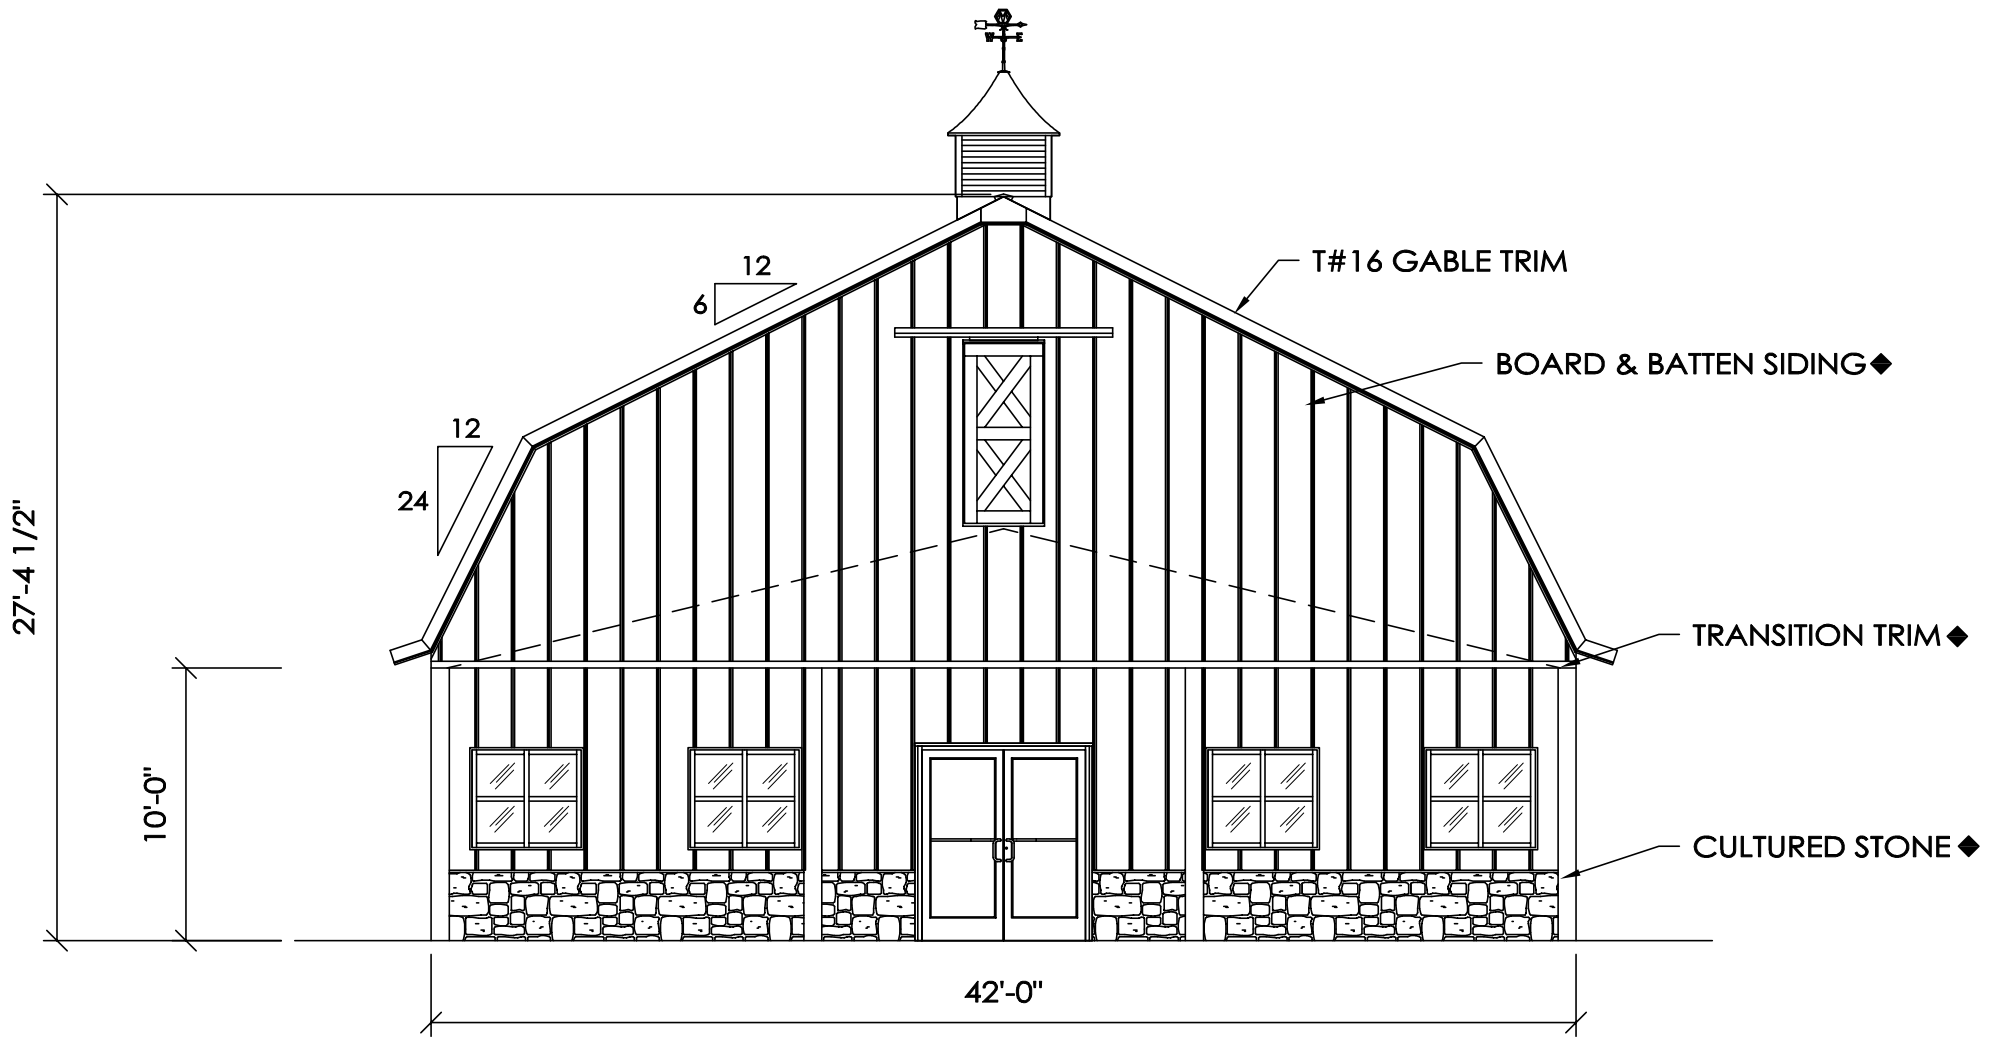 W E
12
6
T#16 GABLE TRIM
BOARD & BATTEN SIDING◆
12
24
27'-4 1/2"
TRANSITION TRIM◆
10'-0"
CULTURED STONE◆
42'-0"